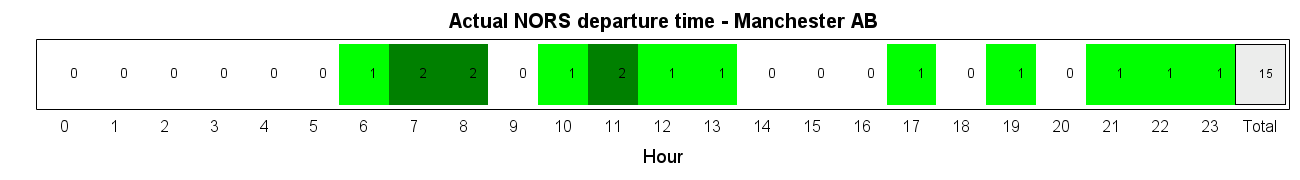 Actual NORS departure time - Manchester AB
0 0 0 0 0 0 1 2 2 0 1 2 1 1 0 0 0 1 0 1 0 1 1 1 15
0 1 2 3 4 5 6 7 8 9 10 11 12 13 14 15 16 17 18 19 20 21 22 23 Total
Hour